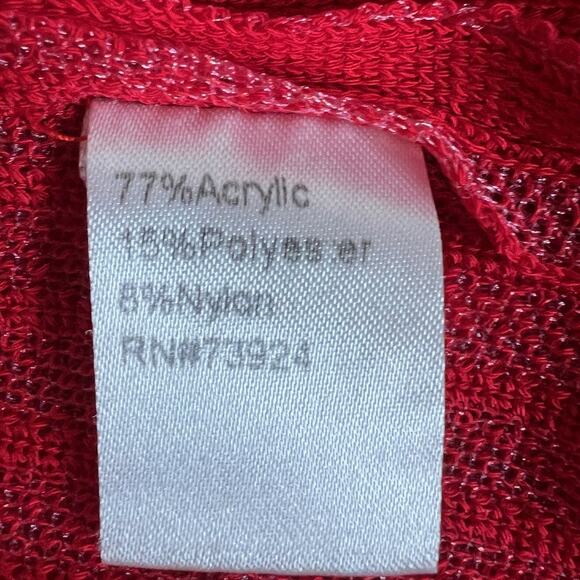 77%Acrylic
15%Polyes er
8%Nylon
RN#73924